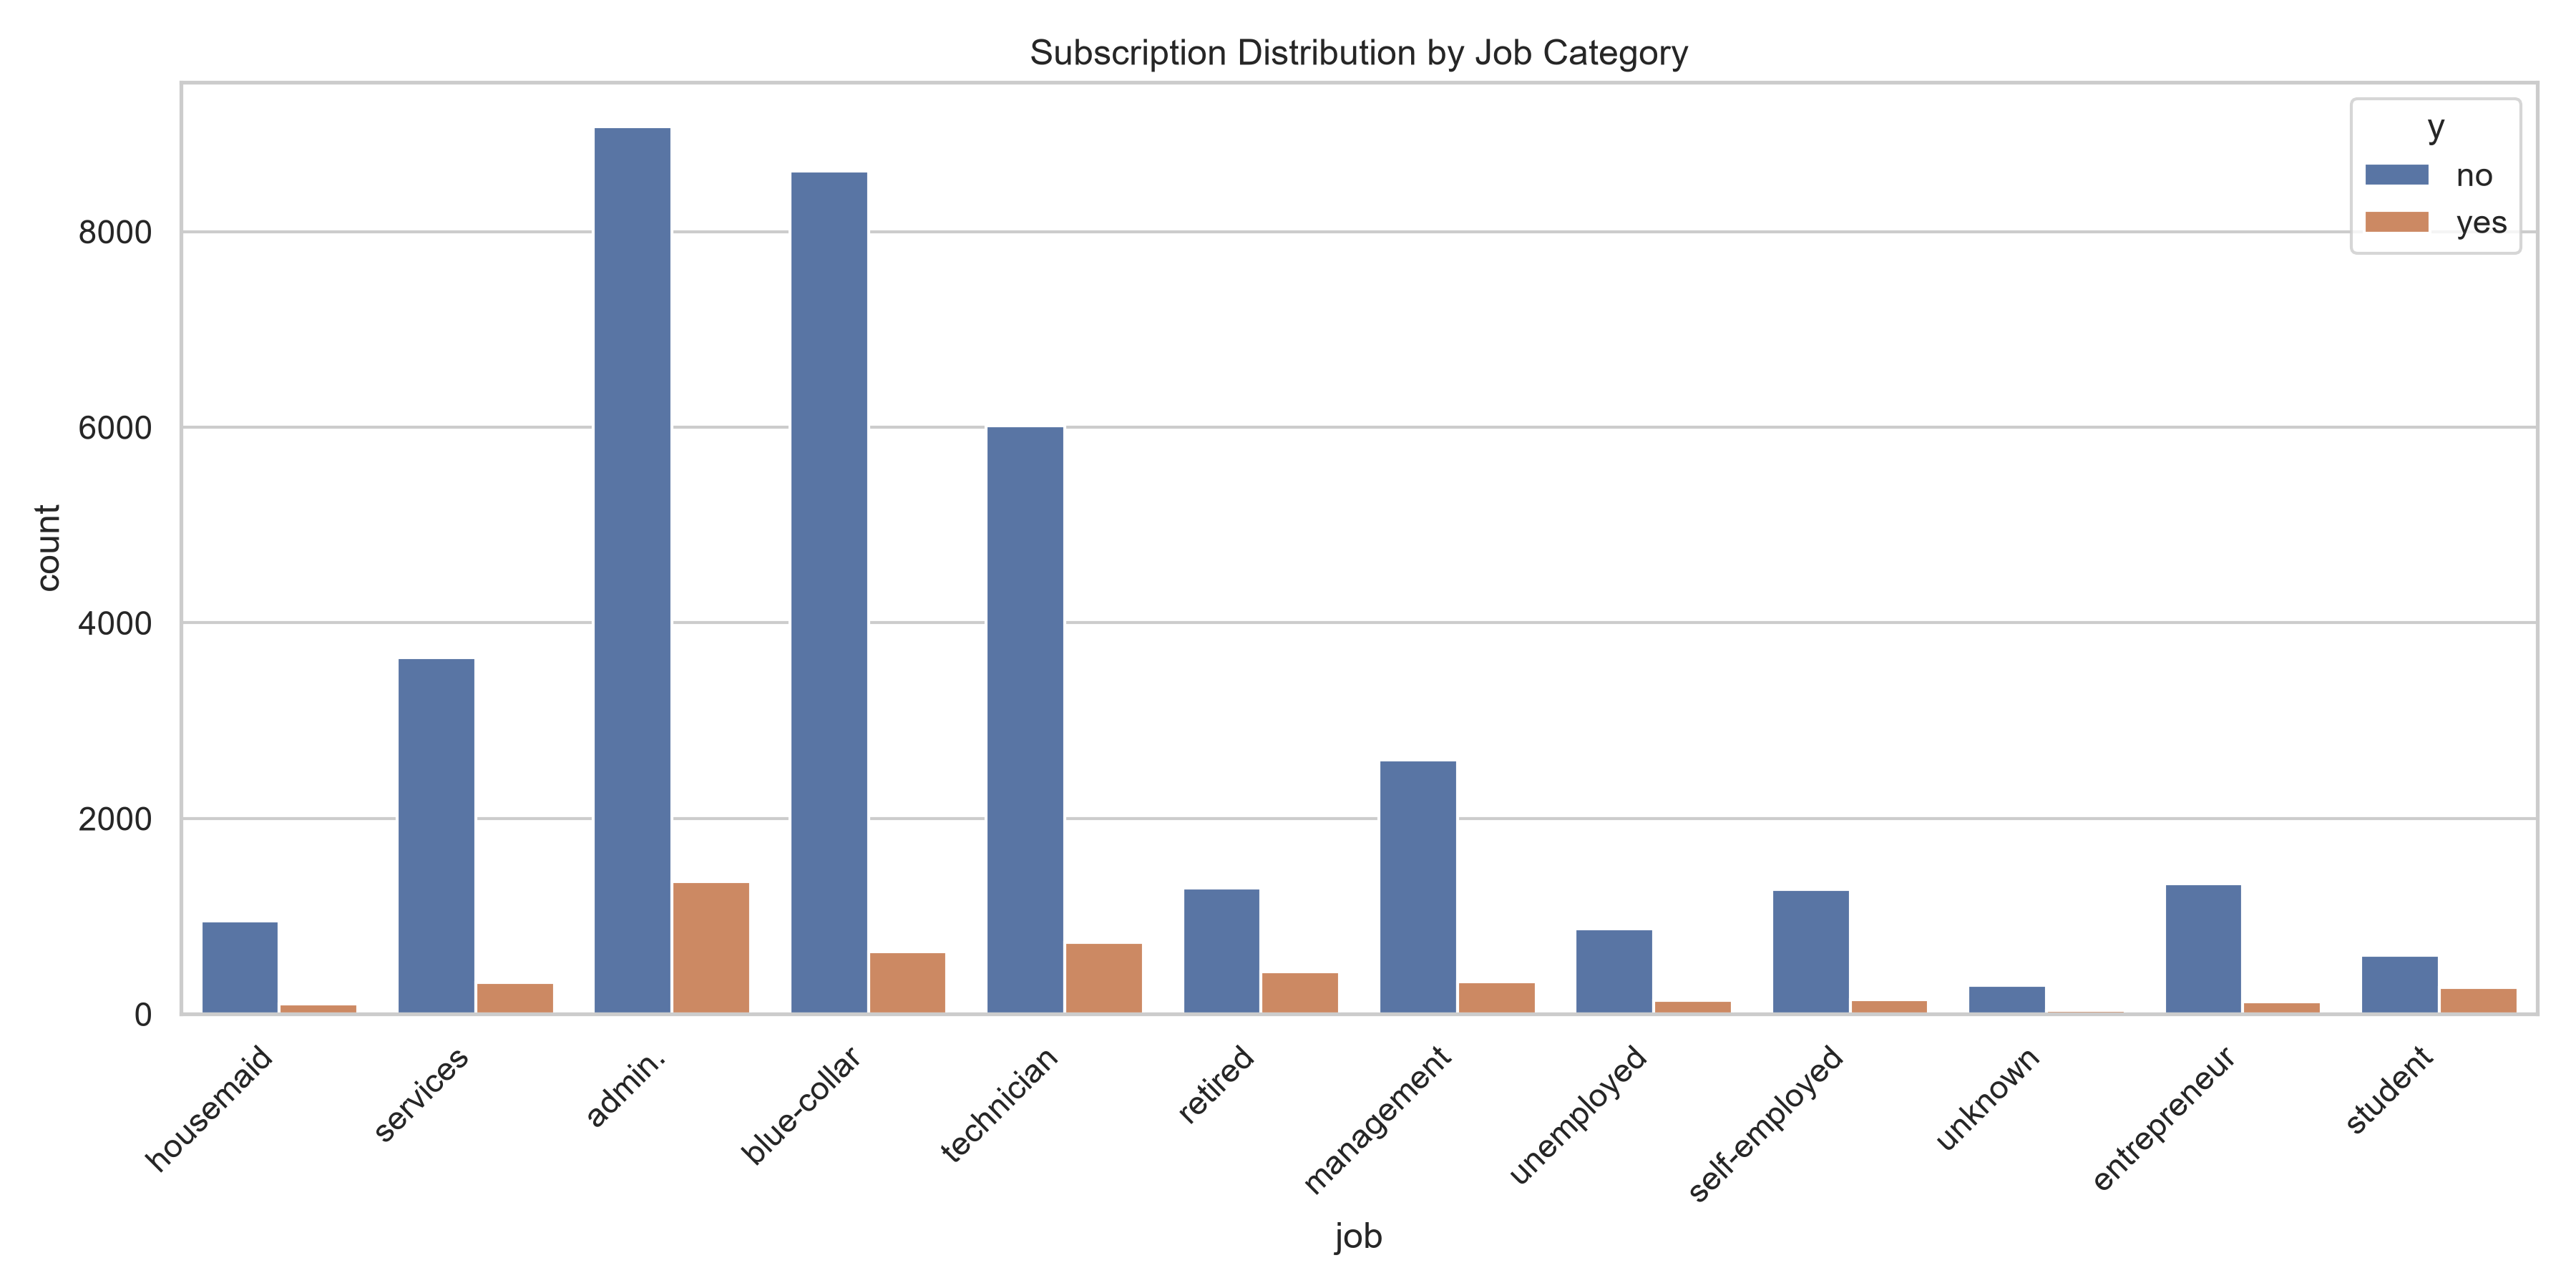 Subscription Distribution by Job Category
y
no
yes
count
8000
6000
4000
2000
0
housemaid
services
admin.
blue-collar
technician
retired
management
unemployed
self-employed
unknown
entrepreneur
student
job